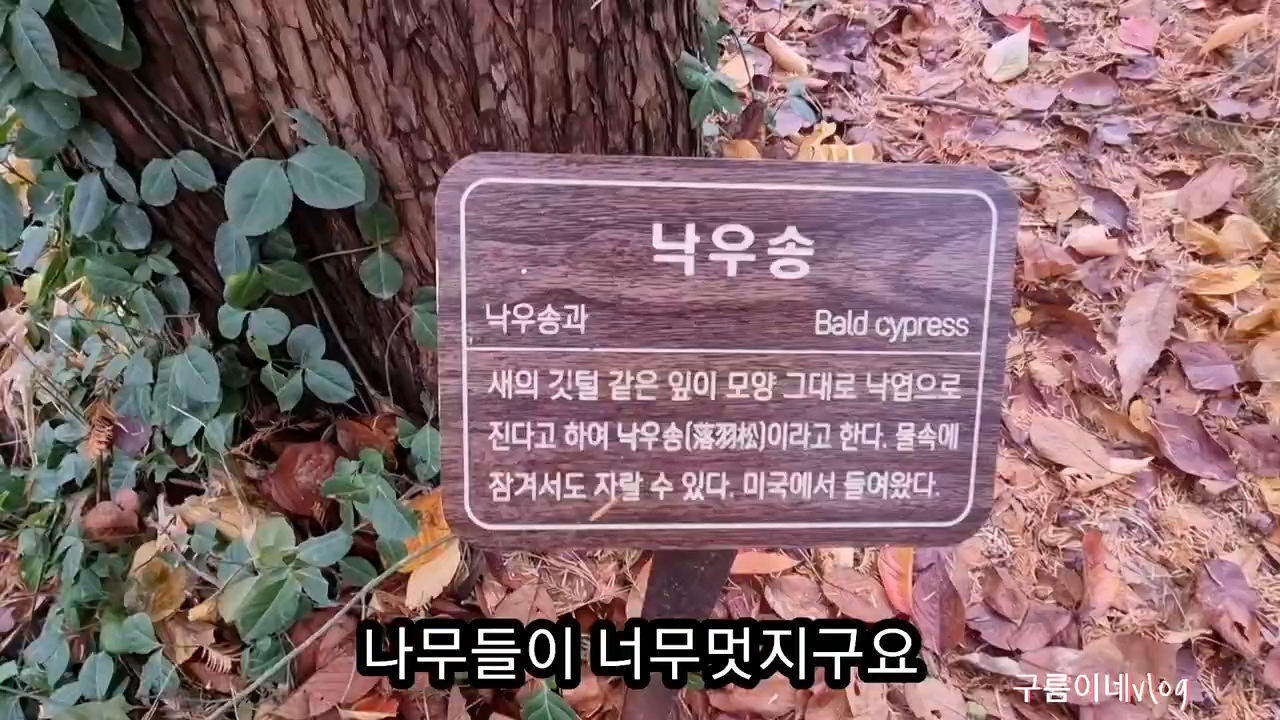 낙우송
낙우송과
Bald cypress
새의 깃털 같은 잎이 모양 그대로 낙엽으로
진다고 하여 낙우송(落羽松)이라고 한다. 물속에
잠겨서도 자랄 수 있다. 미국에서 들여왔다.
나무들이 너무멋지구요
구름이네vlog